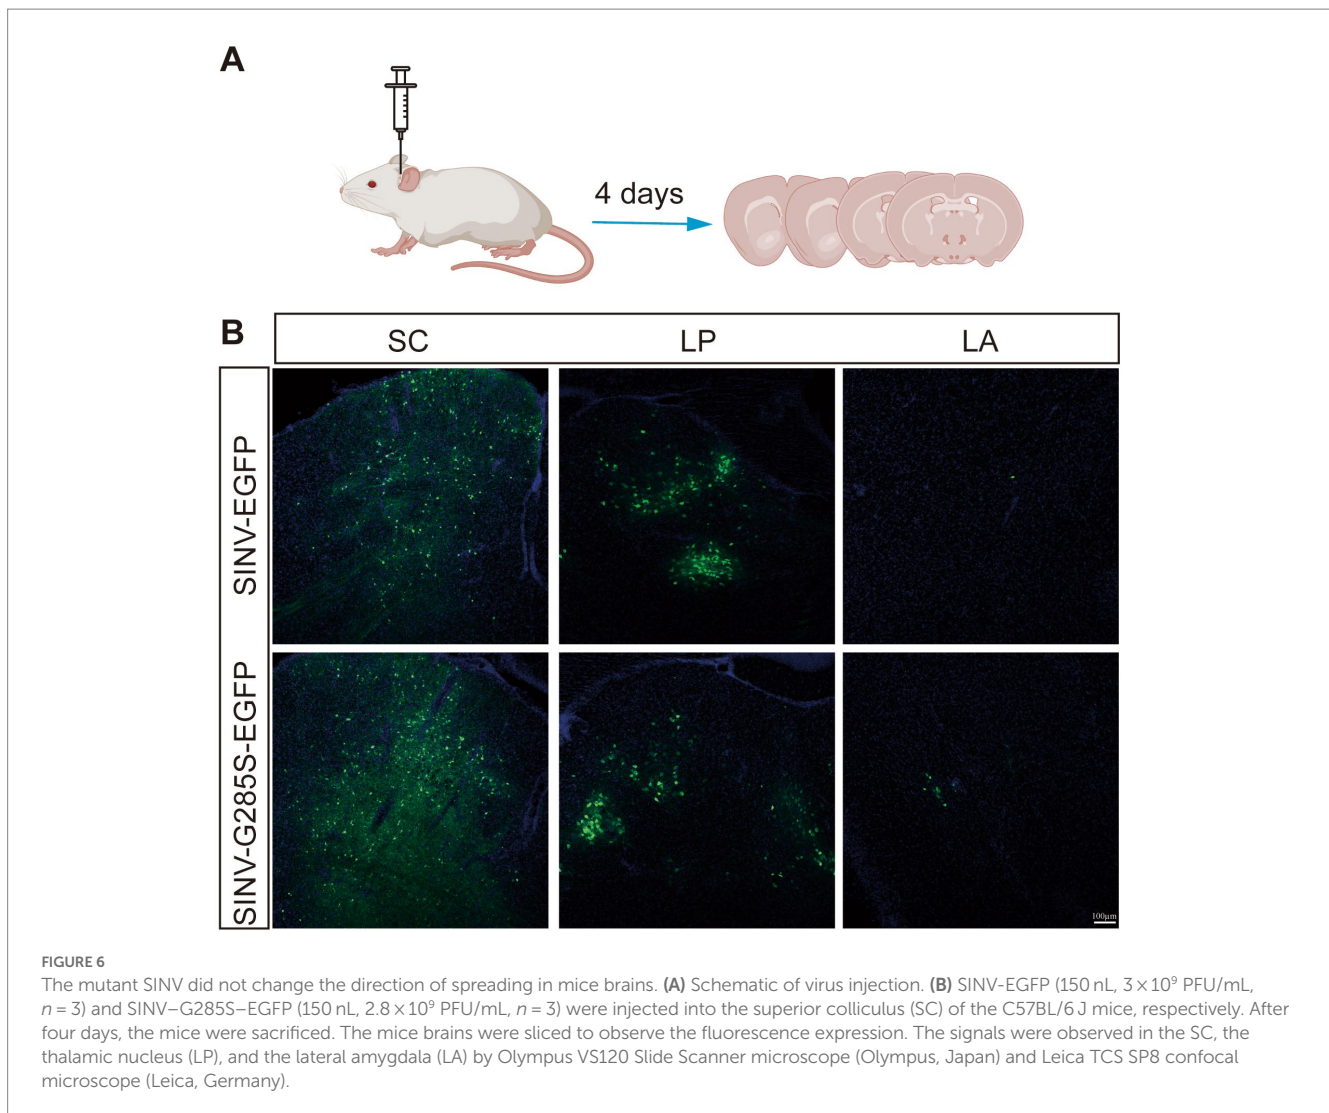 A
4 days
B
SC LP LA
SINV-EGFP
SINV-G285S-EGFP
100μm
FIGURE 6
The mutant SINV did not change the direction of spreading in mice brains. (A) Schematic of virus injection. (B) SINV-EGFP (150 nL, 3 × 10⁹ PFU/mL,
n = 3) and SINV–G285S–EGFP (150 nL, 2.8 × 10⁹ PFU/mL, n = 3) were injected into the superior colliculus (SC) of the C57BL/6 J mice, respectively. After
four days, the mice were sacrificed. The mice brains were sliced to observe the fluorescence expression. The signals were observed in the SC, the
thalamic nucleus (LP), and the lateral amygdala (LA) by Olympus VS120 Slide Scanner microscope (Olympus, Japan) and Leica TCS SP8 confocal
microscope (Leica, Germany).